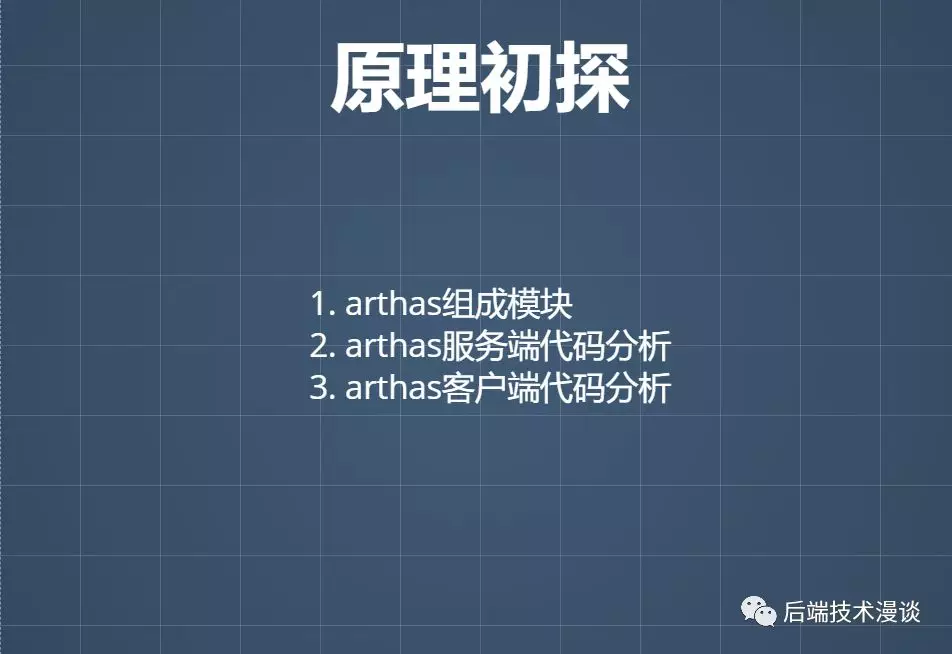 原理初探
1. arthas组成模块
2. arthas服务端代码分析
3. arthas客户端代码分析
后端技术漫谈